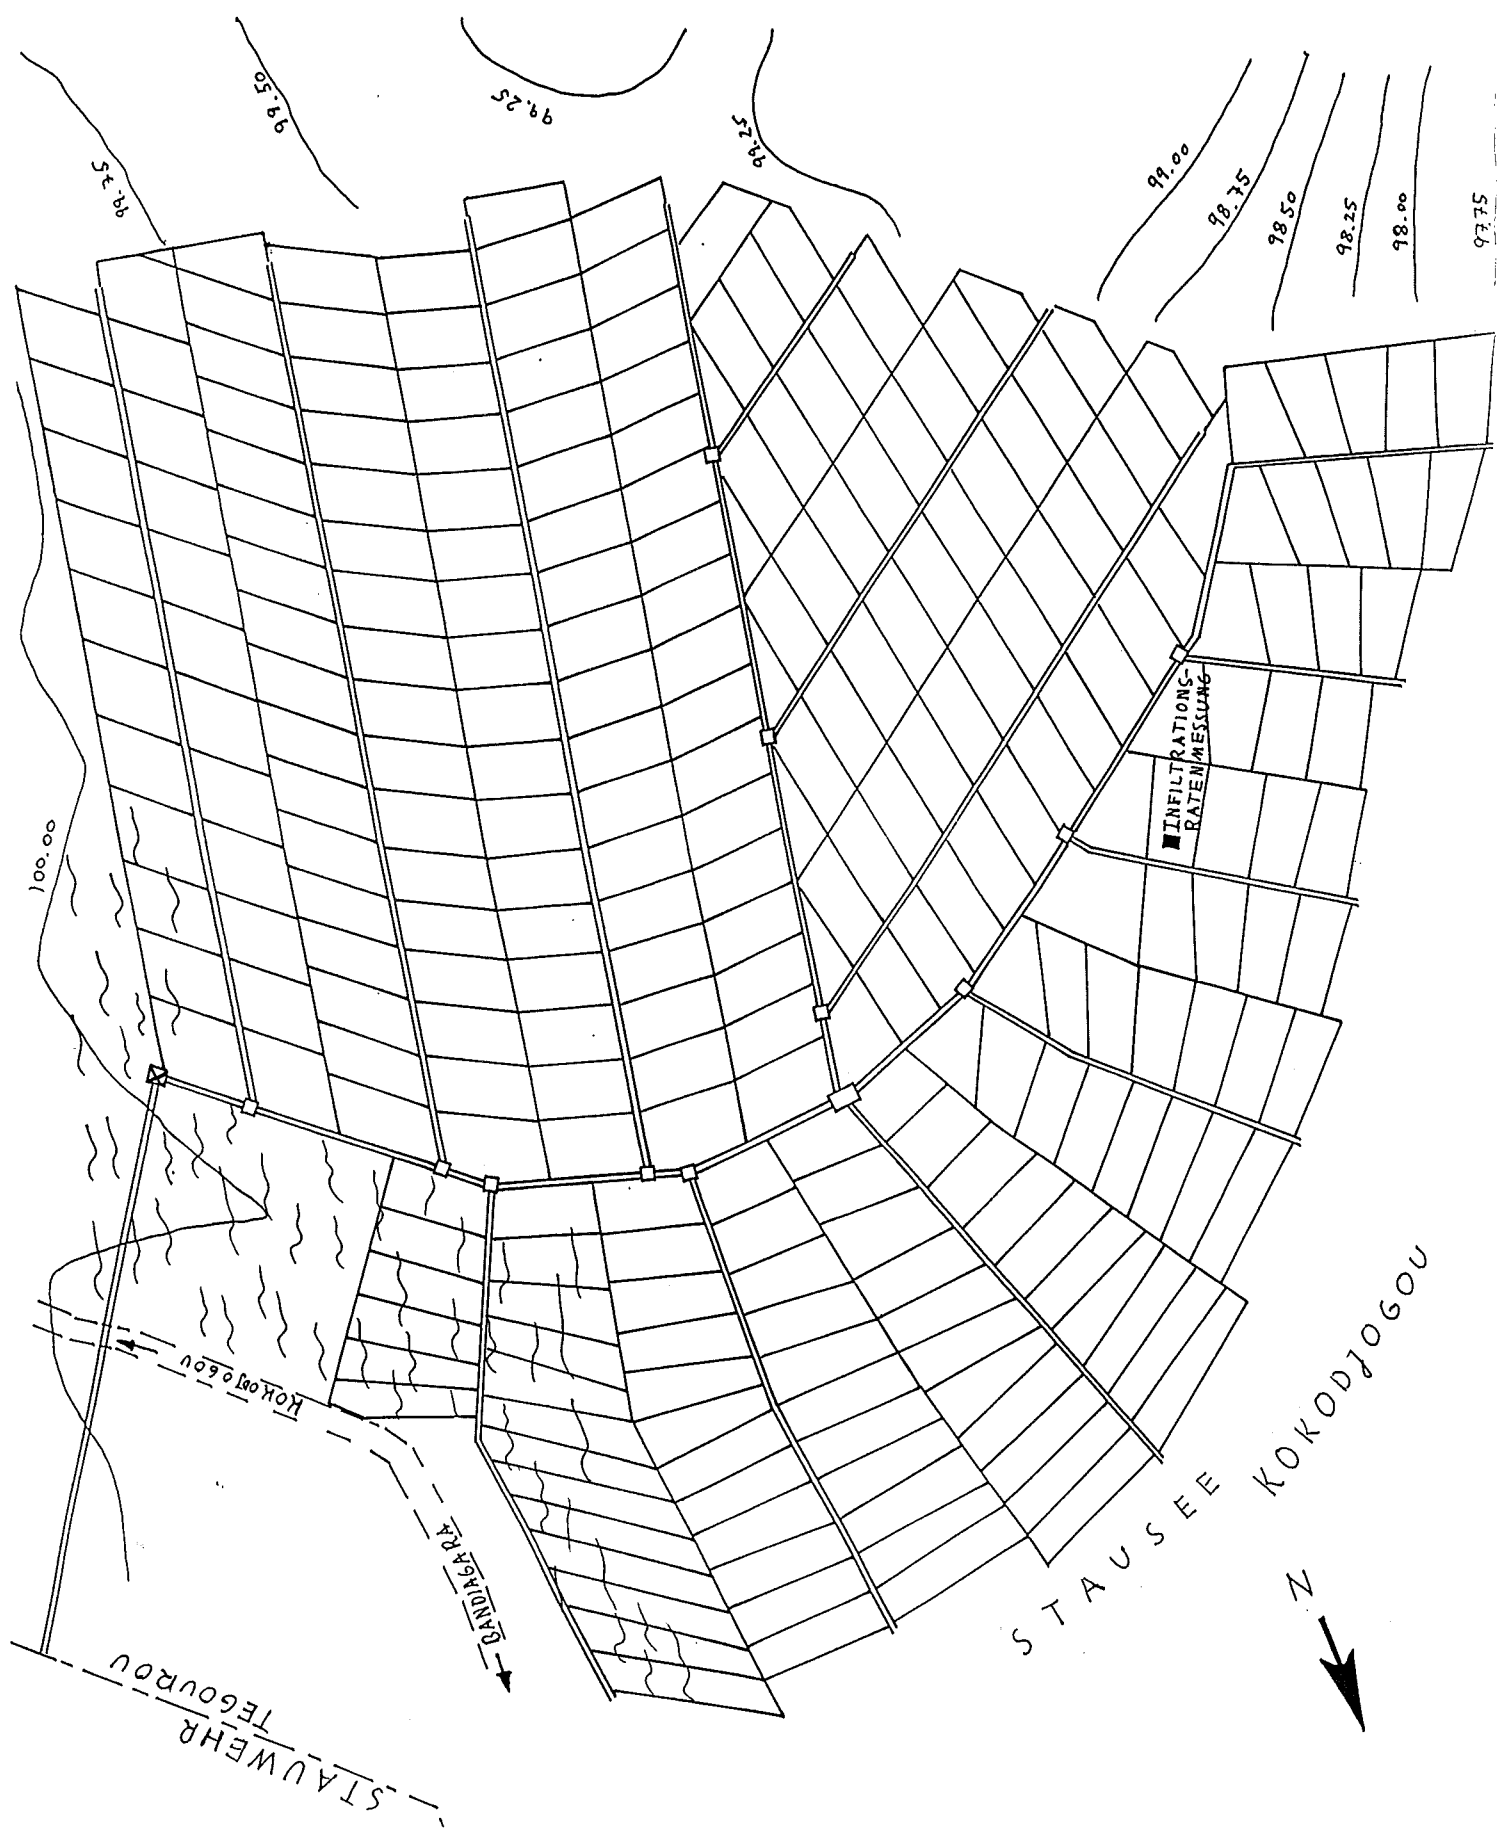 99.75
99.50
99.25
99.25
99.00
98.75
98.50
98.25
98.00
97.75
INFILTRATIONS-
RATENMESSUNG
100.00
KOKODJOGOU
BANDIAGARA
STAUWEHR
TEGOUROU
STAUSEE KOKODJOGOU
N